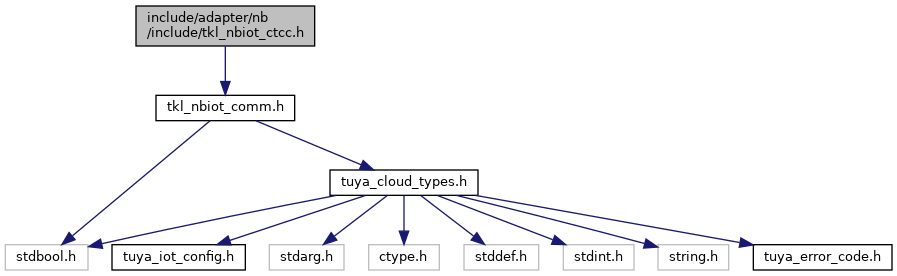 include/adapter/nb
/include/tkl_nbiot_ctcc.h
tkl_nbiot_comm.h
tuya_cloud_types.h
stdbool.h
tuya_iot_config.h
stdarg.h
ctype.h
stddef.h
stdint.h
string.h
tuya_error_code.h